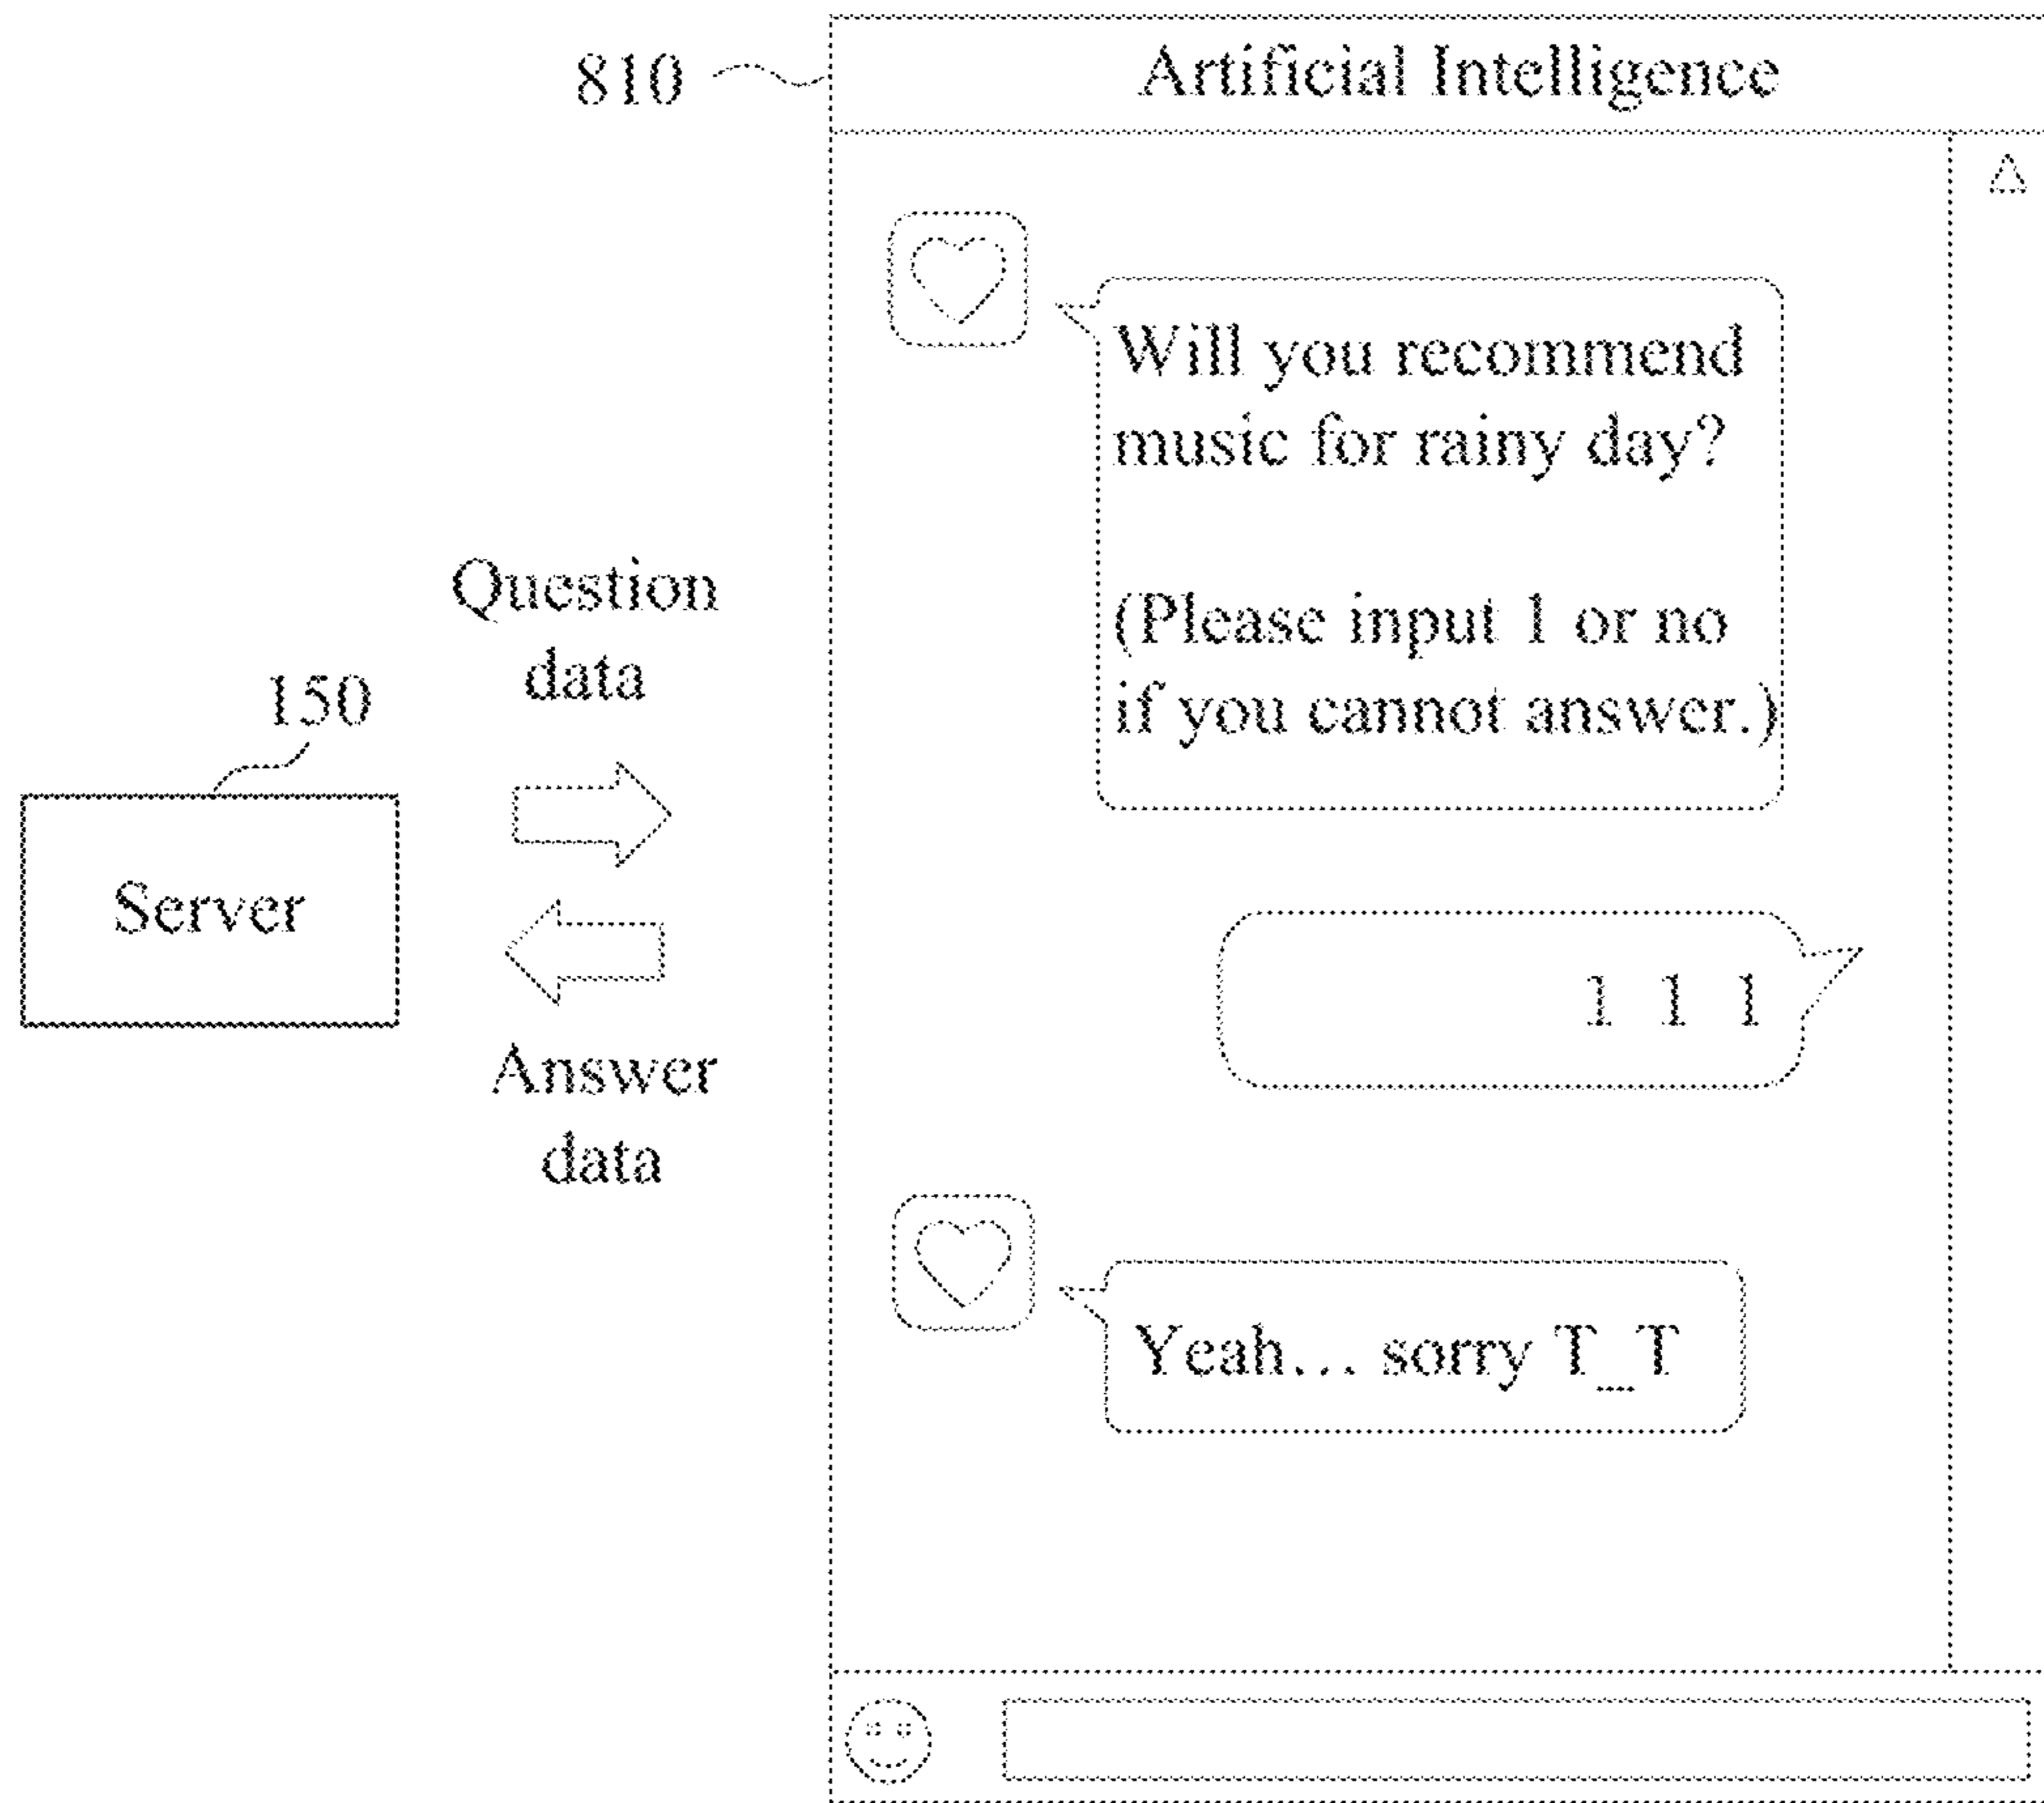 810
Artificial Intelligence
Will you recommend
music for rainy day?
(Please input 1 or no
if you cannot answer.)
Question
data
150
Server
1 1 1
Answer
data
Yeah... sorry T_T